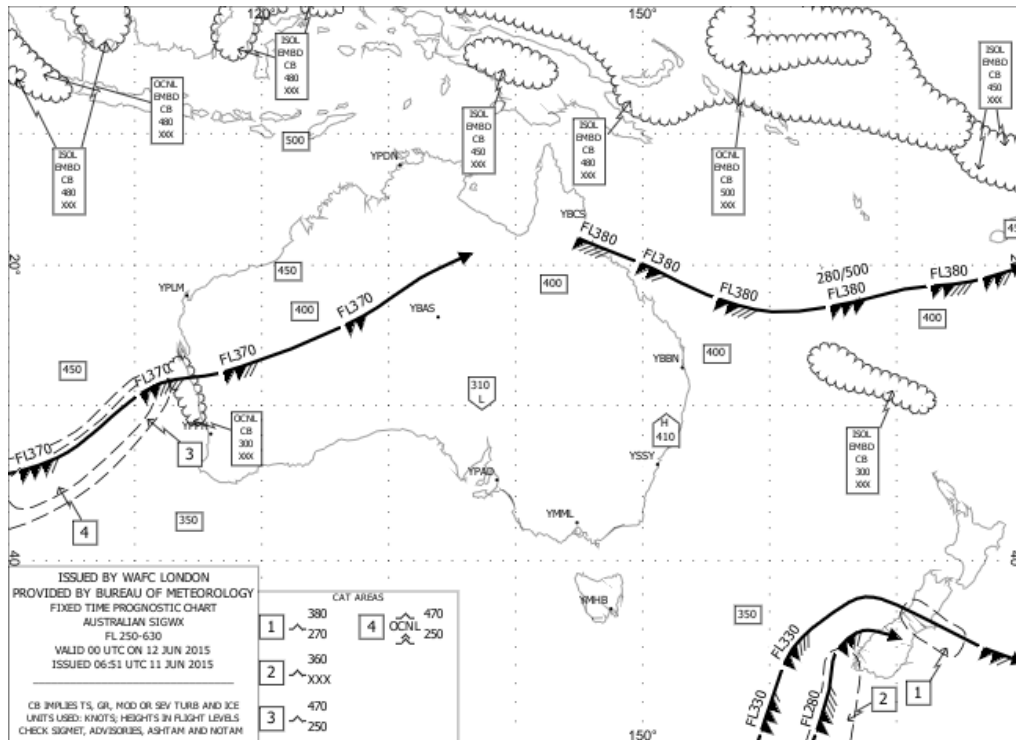 120°
150°
ISOL
EMBD
CB
480
XXX
OCNL
EMBD
CB
480
XXX
ISOL
EMBD
CB
480
XXX
500
YPDN
ISOL
EMBD
CB
450
XXX
ISOL
EMBD
CB
480
XXX
OCNL
EMBD
CB
500
XXX
ISOL
EMBD
CB
450
XXX
YBCS
20°
450
YPLM
400
FL370
YBAS
400
FL380
FL380
FL380
280/500
FL380
FL380
400
400
450
FL370
FL370
FL370
YBBN
310
L
H
410
OCNL
CB
300
XXX
3
4
YSSY
ISOL
EMBD
CB
300
XXX
YPAD
350
YMML
40
40
YMHB
350
FL330
FL330
FL280
2
1
150°
ISSUED BY WAFC LONDON
PROVIDED BY BUREAU OF METEOROLOGY
FIXED TIME PROGNOSTIC CHART
AUSTRALIAN SIGWX
FL 250-630
VALID 00 UTC ON 12 JUN 2015
ISSUED 06:51 UTC 11 JUN 2015
CB IMPLIES TS, GR, MOD OR SEV TURB AND ICE
UNITS USED: KNOTS; HEIGHTS IN FLIGHT LEVELS
CHECK SIGMET, ADVISORIES, ASHTAM AND NOTAM
CAT AREAS
1 380
270
2 360
XXX
3 470
250
4 OCNL 470
250